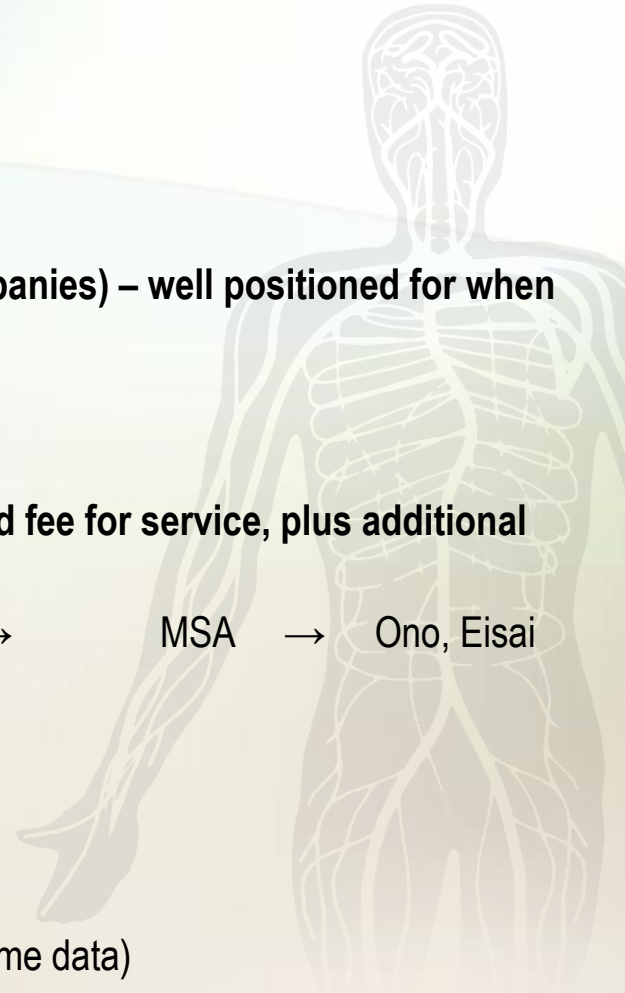 panies) – well positioned for when
d fee for service, plus additional
→ MSA → Ono, Eisai
me data)